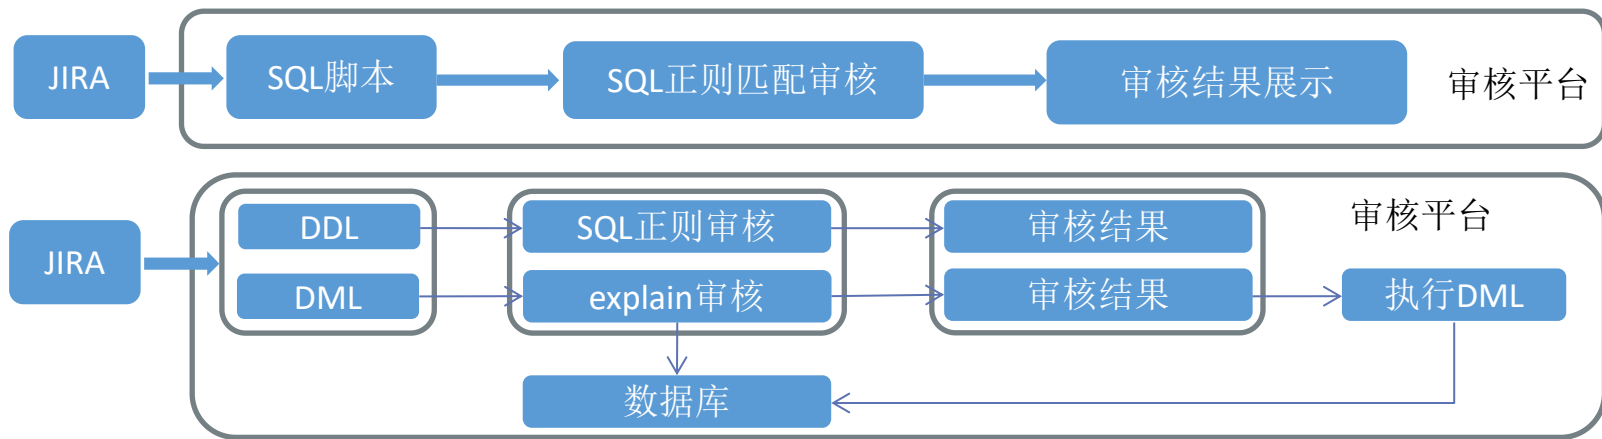 JIRA
SQL脚本
SQL正则匹配审核
审核结果展示
审核平台
审核平台
JIRA
DDL
SQL正则审核
审核结果
DML
explain审核
审核结果
执行DML
数据库